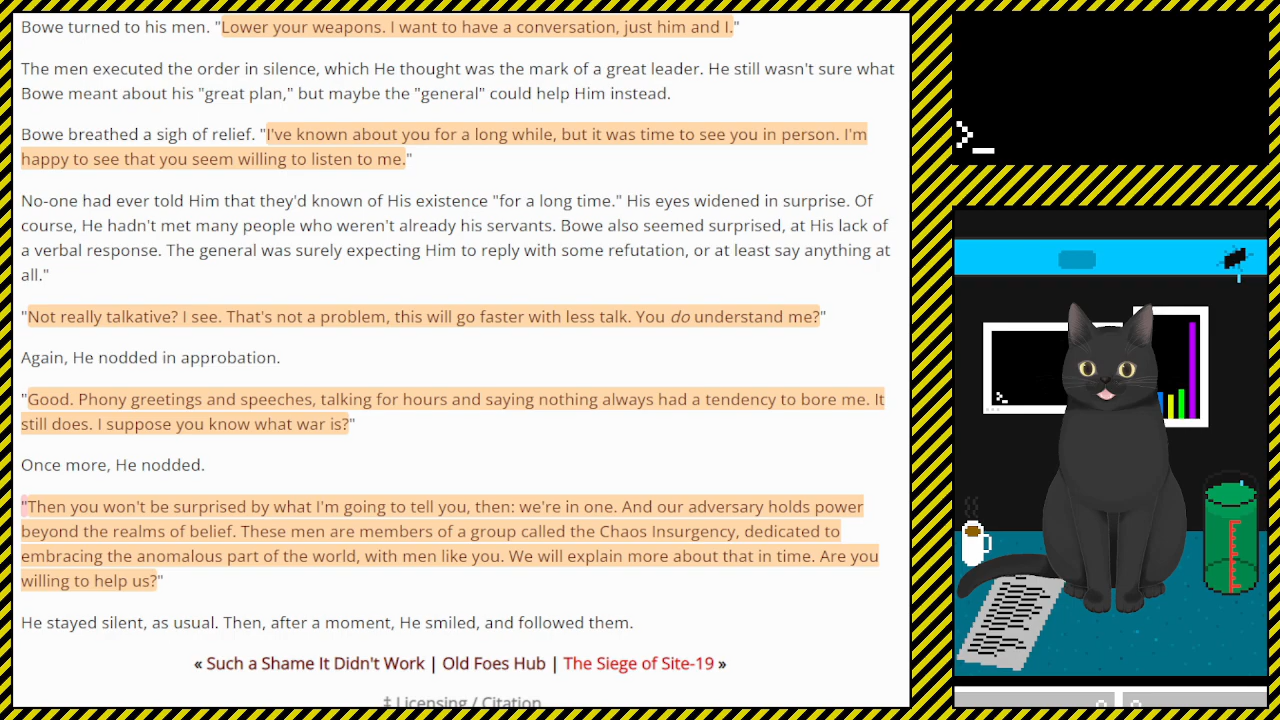 Bowe turned to his men. "Lower your weapons. I want to have a conversation, just him and I."
The men executed the order in silence, which He thought was the mark of a great leader. He still wasn't sure what
Bowe meant about his "great plan," but maybe the "general" could help Him instead.
Bowe breathed a sigh of relief. "I've known about you for a long while, but it was time to see you in person. I'm
happy to see that you seem willing to listen to me."
No-one had ever told Him that they'd known of His existence "for a long time." His eyes widened in surprise. Of
course, He hadn't met many people who weren't already his servants. Bowe also seemed surprised, at His lack of
a verbal response. The general was surely expecting Him to reply with some refutation, or at least say anything at
all."
"Not really talkative? I see. That's not a problem, this will go faster with less talk. You do understand me?"
Again, He nodded in approbation.
"Good. Phony greetings and speeches, talking for hours and saying nothing always had a tendency to bore me. It
still does. I suppose you know what war is?"
Once more, He nodded.
"Then you won't be surprised by what I'm going to tell you, then: we're in one. And our adversary holds power
beyond the realms of belief. These men are members of a group called the Chaos Insurgency, dedicated to
embracing the anomalous part of the world, with men like you. We will explain more about that in time. Are you
willing to help us?"
He stayed silent, as usual. Then, after a moment, He smiled, and followed them.
« Such a Shame It Didn't Work | Old Foes Hub | The Siege of Site-19 »
‡ Licensing / Citation